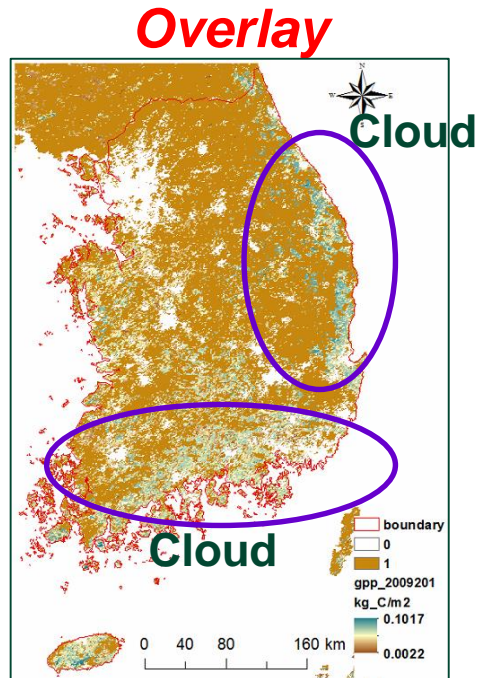 Overlay
N
W
E
S
Cloud
Cloud
boundary
0
1
gpp_2009201
kg_C/m2
0.1017
0.0022
0 40 80 160 km